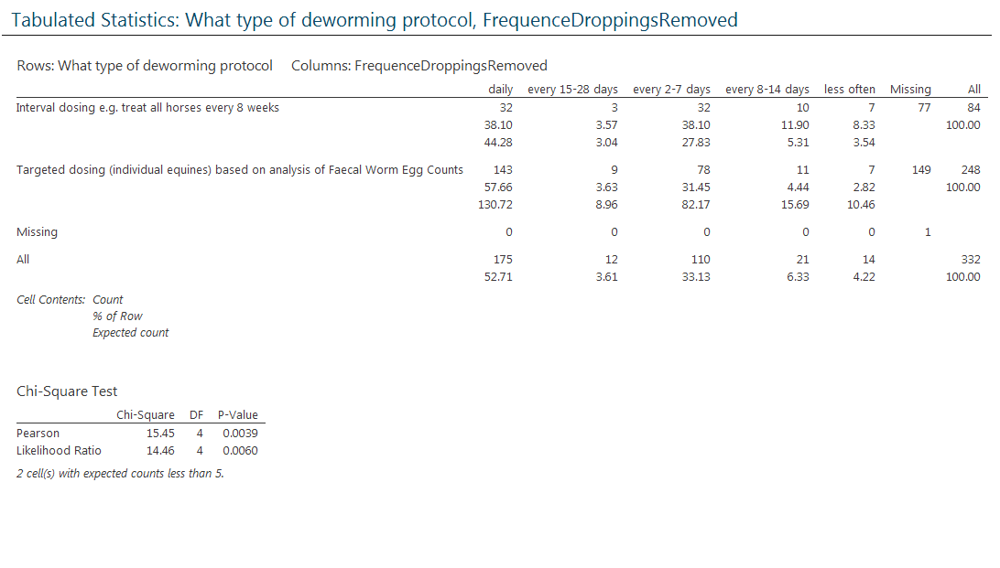 Tabulated Statistics: What type of deworming protocol, FrequenceDroppingsRemoved
Rows: What type of deworming protocol Columns: FrequenceDroppingsRemoved
daily every 15-28 days every 2-7 days every 8-14 days less often Missing All
Interval dosing e.g. treat all horses every 8 weeks 32 3 32 10 7 77 84
38.10 3.57 38.10 11.90 8.33 100.00
44.28 3.04 27.83 5.31 3.54
Targeted dosing (individual equines) based on analysis of Faecal Worm Egg Counts 143 9 78 11 7 149 248
57.66 3.63 31.45 4.44 2.82 100.00
130.72 8.96 82.17 15.69 10.46
Missing 0 0 0 0 0 1
All 175 12 110 21 14 332
52.71 3.61 33.13 6.33 4.22 100.00
Cell Contents: Count
% of Row
Expected count
Chi-Square Test
Chi-Square DF P-Value
Pearson 15.45 4 0.0039
Likelihood Ratio 14.46 4 0.0060
2 cell(s) with expected counts less than 5.